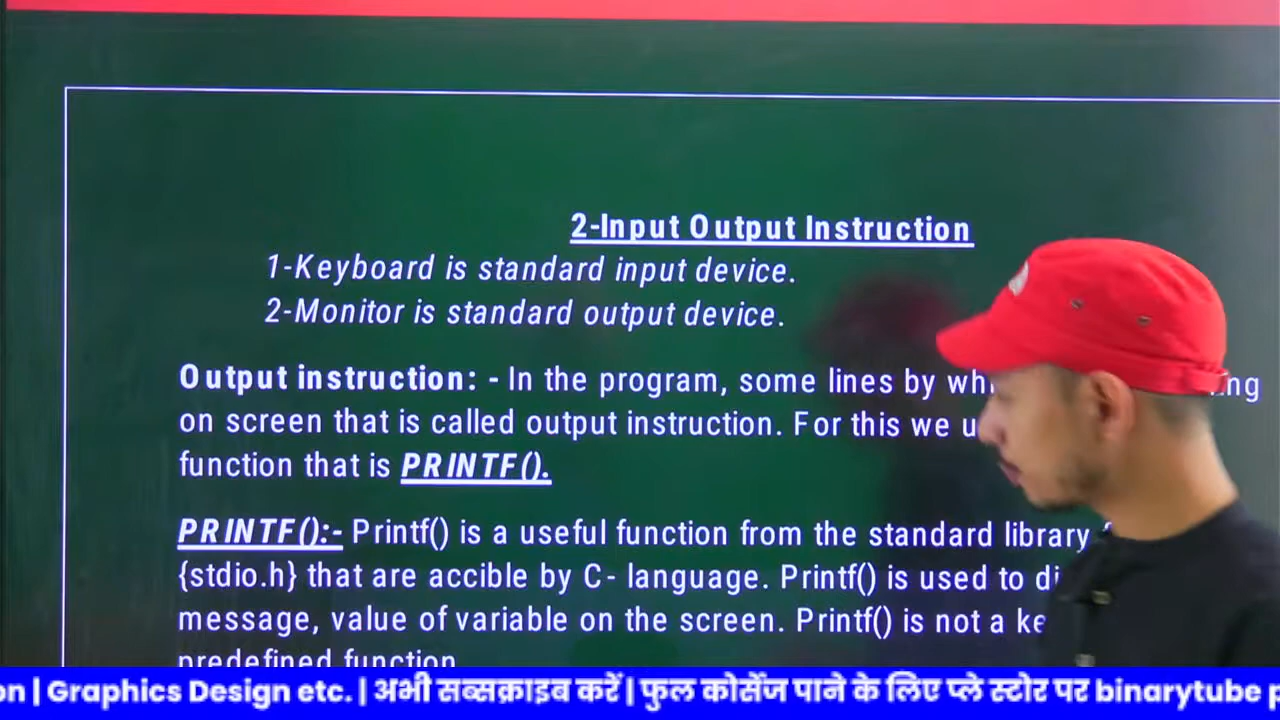 2-Input Output Instruction
1-Keyboard is standard input device.
2-Monitor is standard output device.
Output instruction: - In the program, some lines by
on screen that is called output instruction. For this we
function that is PRINTF().
PRINTF():- Printf() is a useful function from the standard library
{stdio.h} that are accible by C- language. Printf() is used to
message, value of variable on the screen. Printf() is not a
predefined function
| Graphics Design etc. | अभी सब्सक्राइब करें | फुल कोर्सेज पाने के लिए प्ले स्टोर पर binarytube